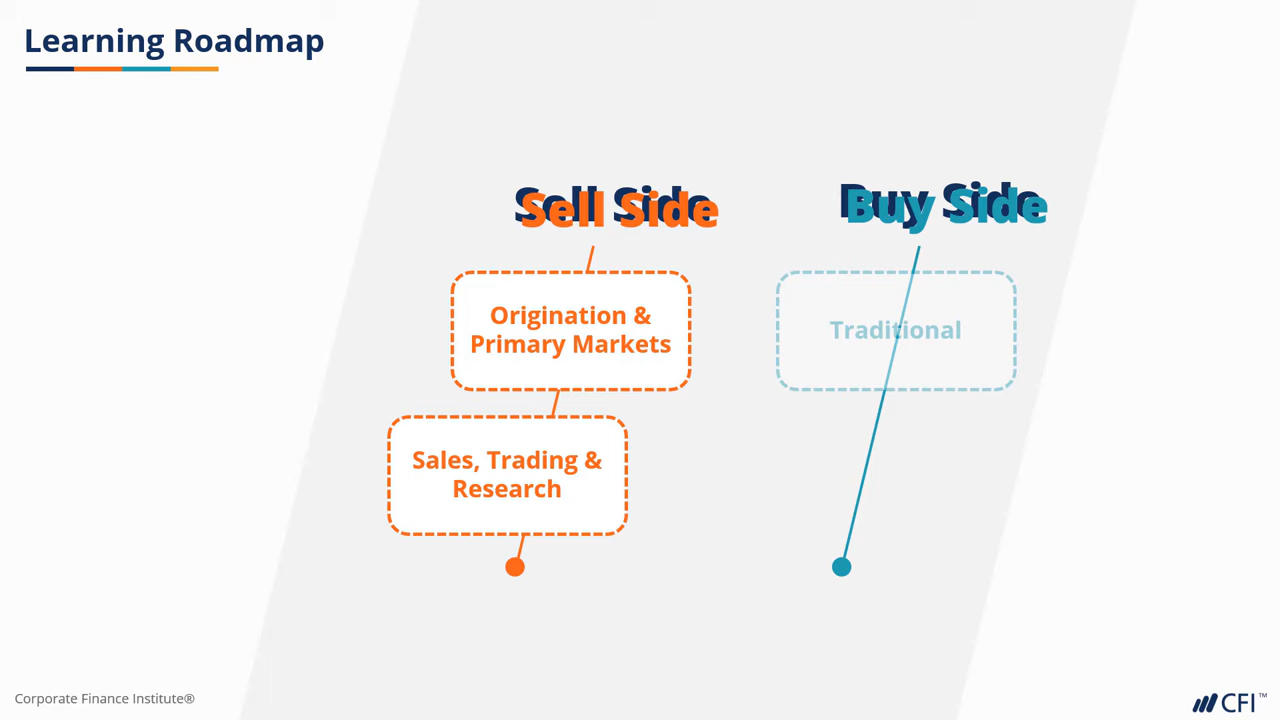 Learning Roadmap
Sell Side
Buy Side
Origination &
Primary Markets
Traditional
Sales, Trading &
Research
Corporate Finance Institute®
CFI™